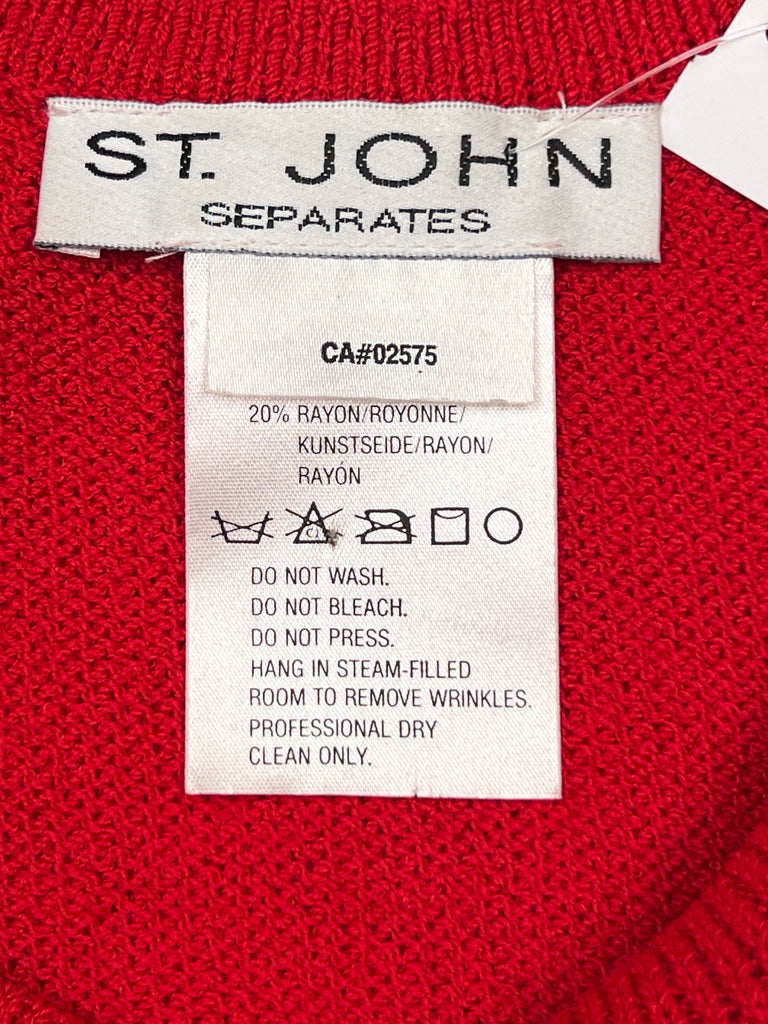 ST. JOHN
SEPARATES
CA#02575
20% RAYON/ROYONNE/
KUNSTSEIDE/RAYON/
RAYÓN
DO NOT WASH.
DO NOT BLEACH.
DO NOT PRESS.
HANG IN STEAM-FILLED
ROOM TO REMOVE WRINKLES.
PROFESSIONAL DRY
CLEAN ONLY.